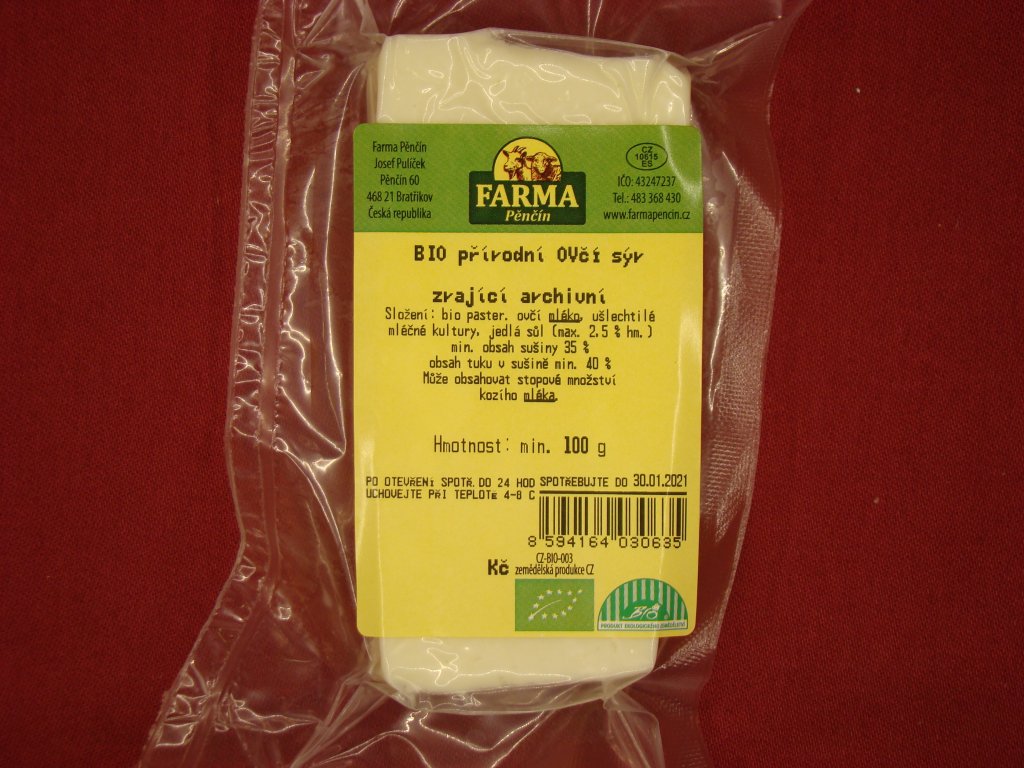 Farma Pěnčín
Josef Pulíček
Pěnčín 60
468 21 Bratříkov
Česká republika
FARMA
Pěnčín
CZ
10615
ES
IČO: 43247237
Tel.: 483 368 430
www.farmapencin.cz
BIO přírodní OVčí sýr
zrající archivní
Složení: bio paster. ovčí mléko, ušlechtilé
mléčné kultury, jedlá sůl (max. 2.5 % hm.)
min. obsah sušiny 35 %
obsah tuku v sušině min. 40 %
Může obsahovat stopové množství
kozího mléka.
Hmotnost: min. 100 g
PO OTEVŘENí SPOTŘ. DO 24 HOD
UCHOVEJTE PŘI TEPLOTě 4-8 C
SPOTŘEBUJTE DO 30.01.2021
8 594164 030635
Kč
CZ-BIO-003
zemědělská produkce CZ
BIO
PRODUKT EKOLOGICKÉHO ZEMĚDĚLSTVÍ